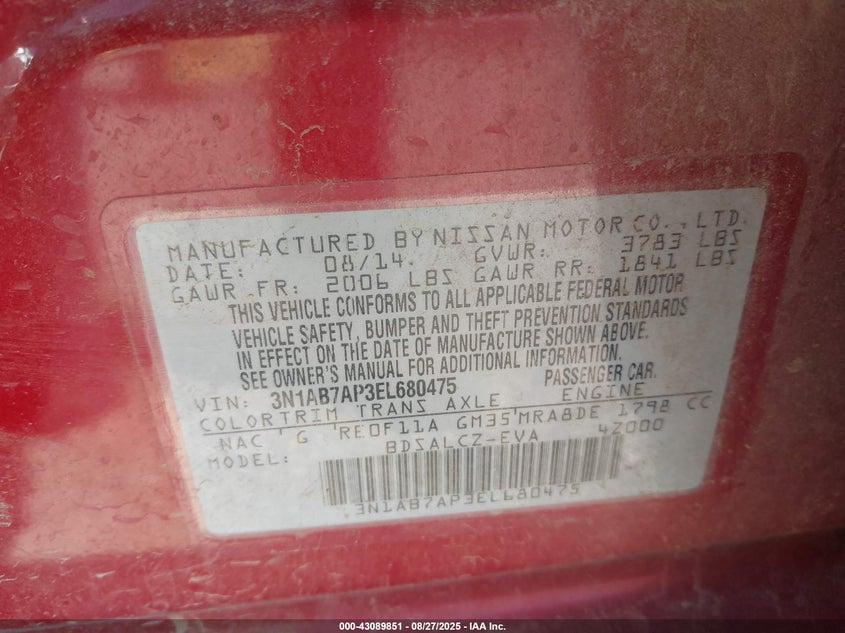 MANUFACTURED BY NISSAN MOTOR CO., LTD.
DATE: 08/14 GVWR: 3783 LBS
GAWR FR: 2006 LBS GAWR RR: 1841 LBS
THIS VEHICLE CONFORMS TO ALL APPLICABLE FEDERAL MOTOR
VEHICLE SAFETY, BUMPER AND THEFT PREVENTION STANDARDS
IN EFFECT ON THE DATE OF MANUFACTURE SHOWN ABOVE.
SEE OWNER'S MANUAL FOR ADDITIONAL INFORMATION.
VIN: 3N1AB7AP3EL680475 PASSENGER CAR.
COLOR TRIM TRANS AXLE ENGINE
NAC G RE0F11A GM35 MRA8DE 1798 CC
MODEL: BDSALCZ-EVA 4Z000
3N1AB7AP3EL680475
000-43089851 | 08/27/2025 - IAA Inc.